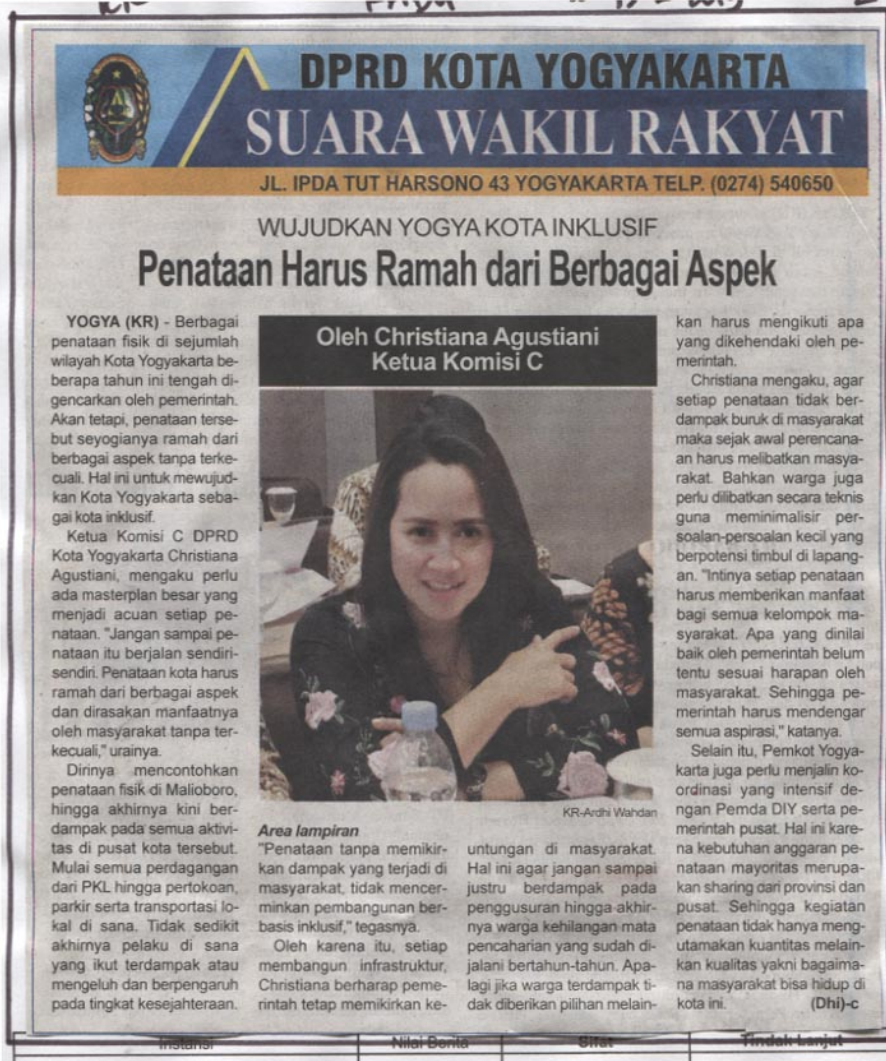 DPRD KOTA YOGYAKARTA
SUARA WAKIL RAKYAT
JL. IPDA TUT HARSONO 43 YOGYAKARTA TELP. (0274) 540650
WUJUDKAN YOGYA KOTA INKLUSIF
Penataan Harus Ramah dari Berbagai Aspek
YOGYA (KR) - Berbagai
penataan fisik di sejumlah
wilayah Kota Yogyakarta be-
berapa tahun ini tengah di-
gencarkan oleh pemerintah.
Akan tetapi, penataan terse-
but seyogianya ramah dari
berbagai aspek tanpa terke-
cuali. Hal ini untuk mewujud-
kan Kota Yogyakarta seba-
gai kota inklusif.
Ketua Komisi C DPRD
Kota Yogyakarta Christiana
Agustiani, mengaku perlu
ada masterplan besar yang
menjadi acuan setiap pe-
nataan. "Jangan sampai pe-
nataan itu berjalan sendiri-
sendiri. Penataan kota harus
ramah dari berbagai aspek
dan dirasakan manfaatnya
oleh masyarakat tanpa ter-
kecuali," urainya.
Dirinya mencontohkan
penataan fisik di Malioboro,
hingga akhirnya kini ber-
dampak pada semua aktivi-
tas di pusat kota tersebut.
Mulai semua perdagangan
dari PKL hingga pertokoan,
parkir serta transportasi lo-
kal di sana. Tidak sedikit
akhirnya pelaku di sana
yang ikut terdampak atau
mengeluh dan berpengaruh
pada tingkat kesejahteraan.
Oleh Christiana Agustiani
Ketua Komisi C
KR-Ardhi Wahdan
Area lampiran
"Penataan tanpa memikir-
kan dampak yang terjadi di
masyarakat, tidak mencer-
minkan pembangunan ber-
basis inklusif," tegasnya.
Oleh karena itu, setiap
membangun infrastruktur,
Christiana berharap peme-
rintah tetap memikirkan ke-
untungan di masyarakat.
Hal ini agar jangan sampai
justru berdampak pada
penggusuran hingga akhir-
nya warga kehilangan mata
pencaharian yang sudah di-
jalani bertahun-tahun. Apa-
lagi jika warga terdampak ti-
dak diberikan pilihan melain-
kan harus mengikuti apa
yang dikehendaki oleh pe-
merintah.
Christiana mengaku, agar
setiap penataan tidak ber-
dampak buruk di masyarakat
maka sejak awal perencana-
an harus melibatkan masya-
rakat. Bahkan warga juga
perlu dilibatkan secara teknis
guna meminimalisir per-
soalan-persoalan kecil yang
berpotensi timbul di lapang-
an. "Intinya setiap penataan
harus memberikan manfaat
bagi semua kelompok ma-
syarakat. Apa yang dinilai
baik oleh pemerintah belum
tentu sesuai harapan oleh
masyarakat. Sehingga pe-
merintah harus mendengar
semua aspirasi," katanya.
Selain itu, Pemkot Yogya-
karta juga perlu menjalin ko-
ordinasi yang intensif de-
ngan Pemda DIY serta pe-
merintah pusat. Hal ini kare-
na kebutuhan anggaran pe-
nataan mayoritas merupa-
kan sharing dari provinsi dan
pusat. Sehingga kegiatan
penataan tidak hanya meng-
utamakan kuantitas melain-
kan kualitas yakni bagaima-
na masyarakat bisa hidup di
kota ini. (Dhi)-c
Instansi Nilai Berita Sifat Tindak Lanjut